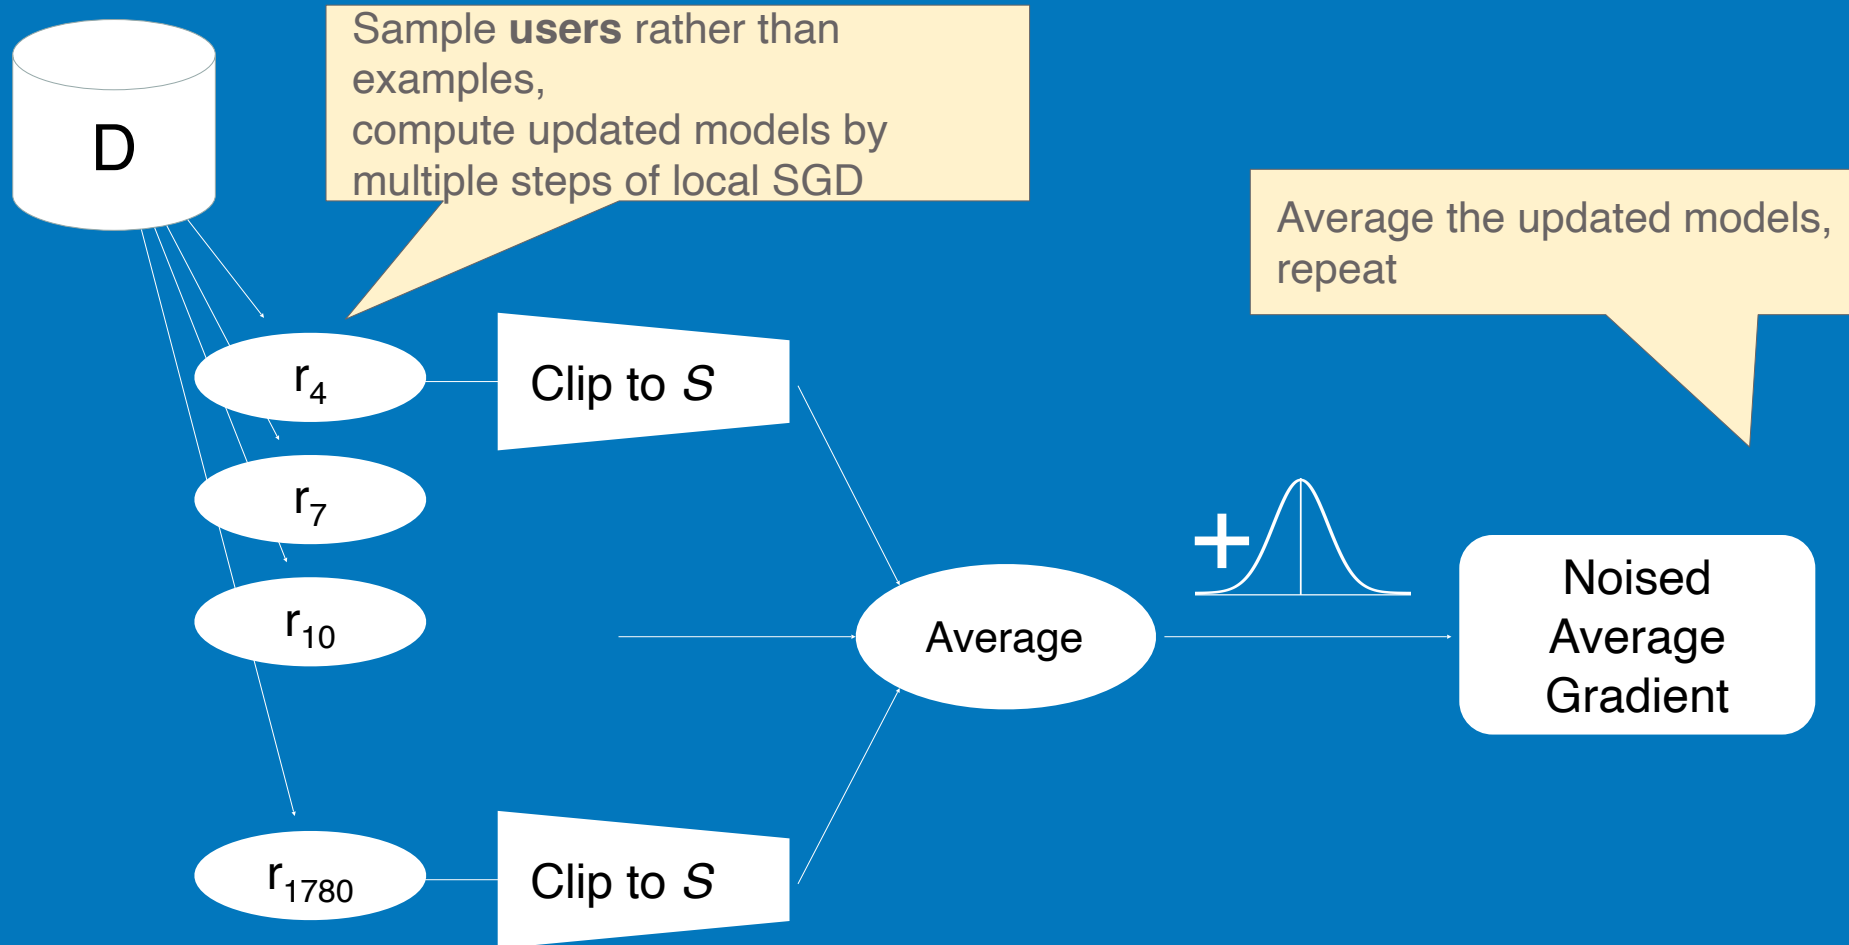 Sample users rather than
examples,
compute updated models by
multiple steps of local SGD
D
Average the updated models,
repeat
r₄
Clip to S
r₇
r₁₀
Average
+
Noised
Average
Gradient
r₁₇₈₀
Clip to S